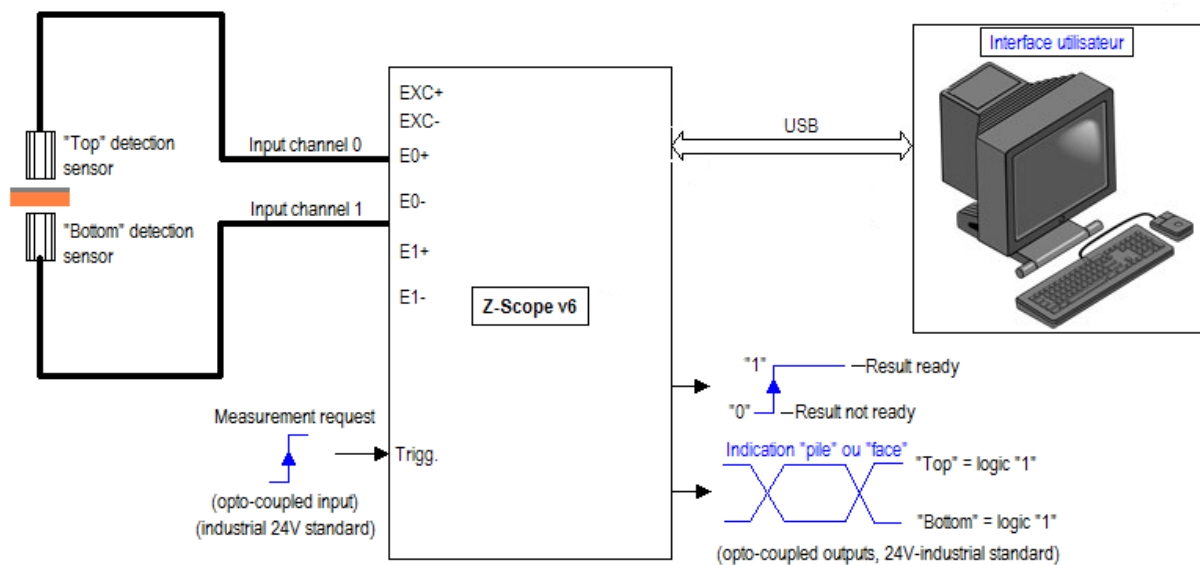 Interface utilisateur
EXC+
EXC-
"Top" detection
sensor
Input channel 0
E0+
USB
E0-
Input channel 1
"Bottom" detection
sensor
E1+
E1-
Z-Scope v6
"1"
Result ready
"0"
Result not ready
Measurement request
Trigg.
Indication "pile" ou "face"
"Top" = logic "1"
(opto-coupled input)
(industrial 24V standard)
"Bottom" = logic "1"
(opto-coupled outputs, 24V-industrial standard)